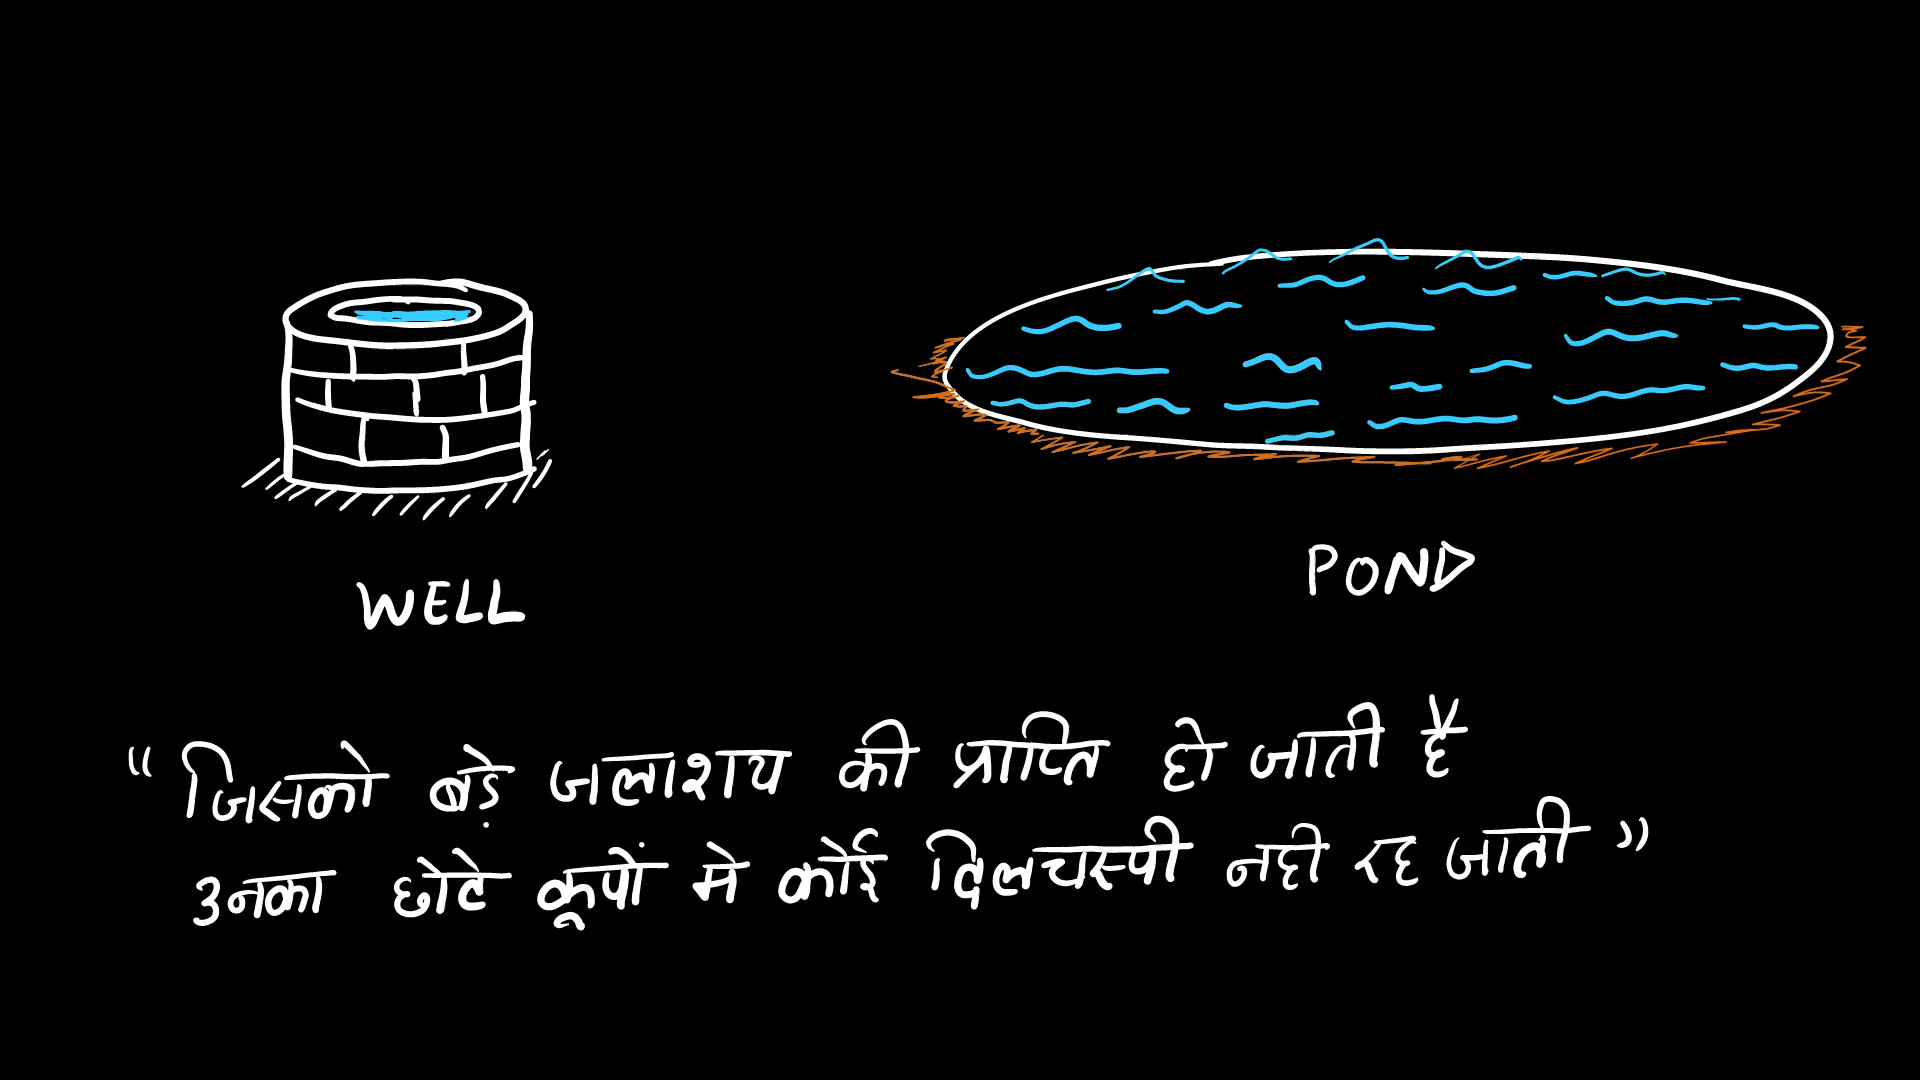 WELL
POND
“जिसको बड़े जलाशय की प्राप्ति हो जाती है
उनका छोटे कूपों मे कोई दिलचस्पी नही रह जाती”